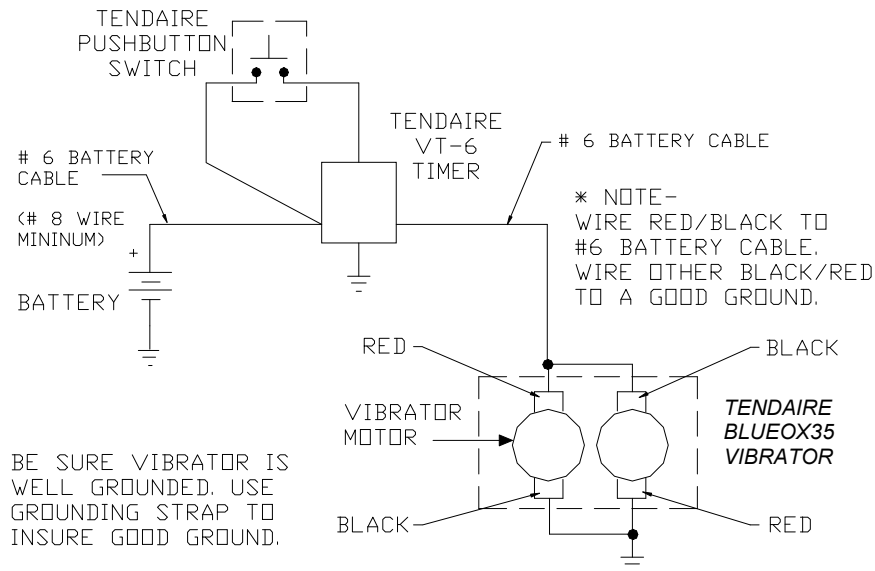 TENDAIRE
PUSHBUTTON
SWITCH
TENDAIRE
VT-6
TIMER
# 6 BATTERY CABLE
# 6 BATTERY
CABLE
(# 8 WIRE
MININUM)
+
BATTERY
* NOTE-
WIRE RED/BLACK TO
#6 BATTERY CABLE.
WIRE OTHER BLACK/RED
TO A GOOD GROUND.
RED
BLACK
VIBRATOR
MOTOR
TENDAIRE
BLUEOX35
VIBRATOR
BE SURE VIBRATOR IS
WELL GROUNDED. USE
GROUNDING STRAP TO
INSURE GOOD GROUND.
BLACK
RED